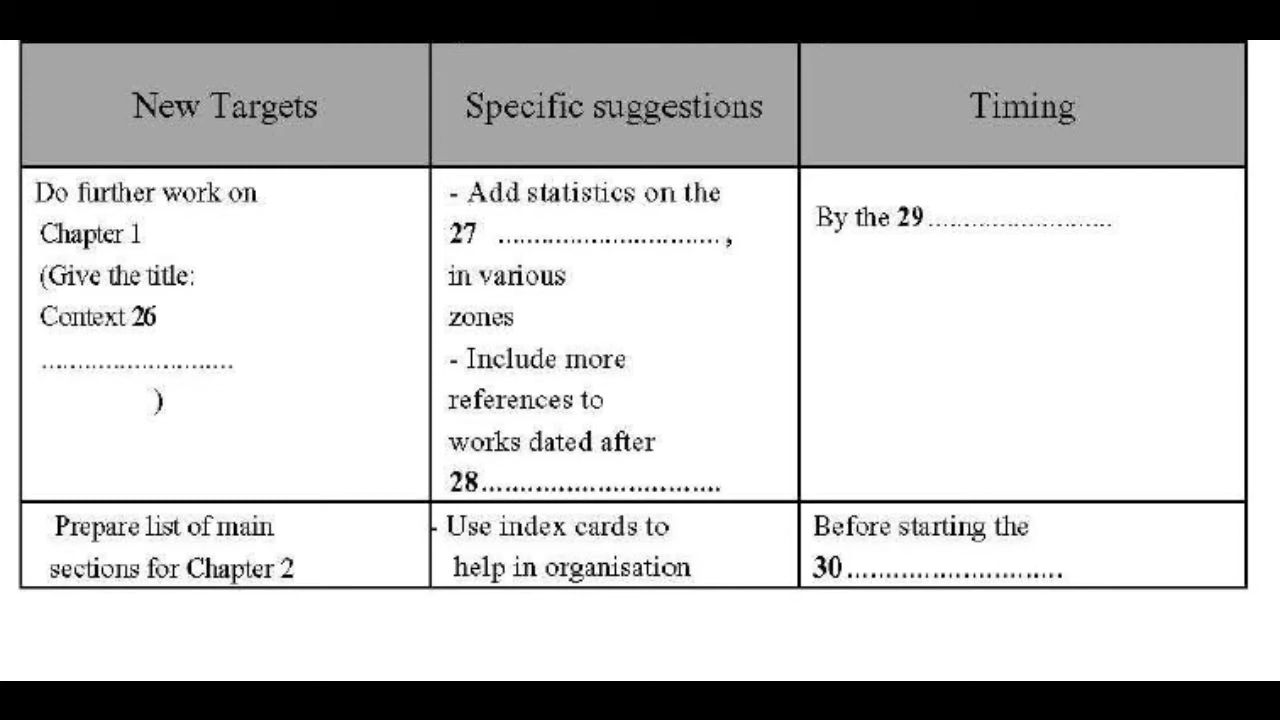 New Targets
Specific suggestions
Timing
Do further work on
Chapter 1
(Give the title:
Context 26
..............................
)
- Add statistics on the
27 ..............................,
in various
zones
- Include more
references to
works dated after
28..............................
By the 29..............................
Prepare list of main
sections for Chapter 2
- Use index cards to
help in organisation
Before starting the
30..............................